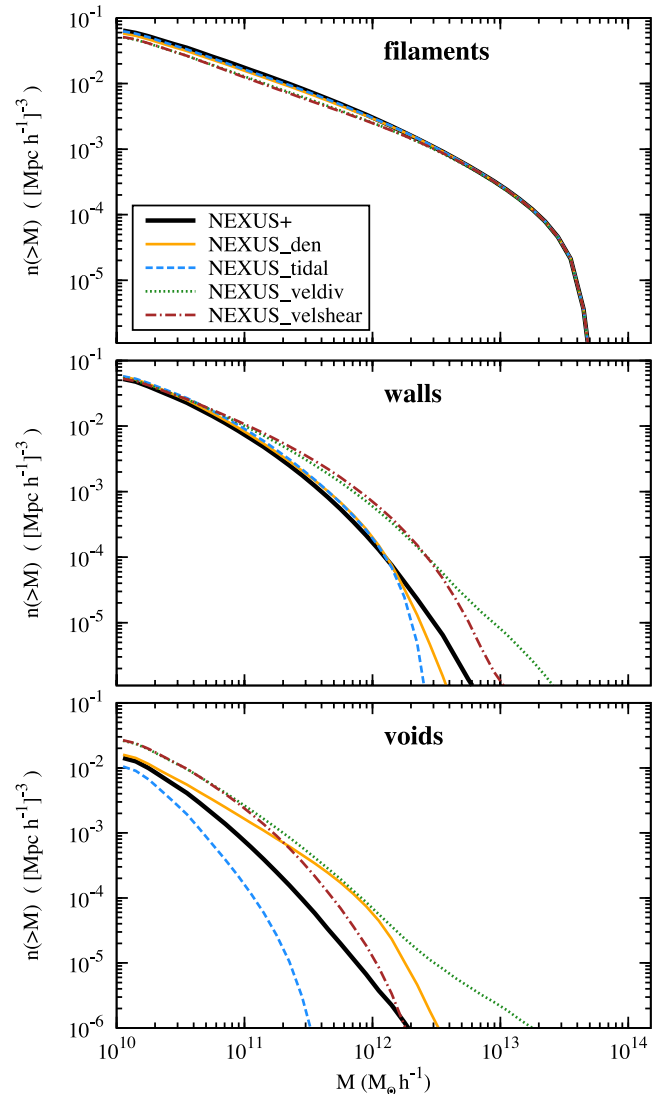 filaments
10^-1
10^-2
10^-3
10^-4
10^-5
n(>M) ( [Mpc h^-1]^-3 )
NEXUS+
NEXUS_den
NEXUS_tidal
NEXUS_veldiv
NEXUS_velshear
walls
10^-1
10^-2
10^-3
10^-4
10^-5
n(>M) ( [Mpc h^-1]^-3 )
voids
10^-1
10^-2
10^-3
10^-4
10^-5
10^-6
n(>M) ( [Mpc h^-1]^-3 )
10^10 10^11 10^12 10^13 10^14
M (M_⊙ h^-1)